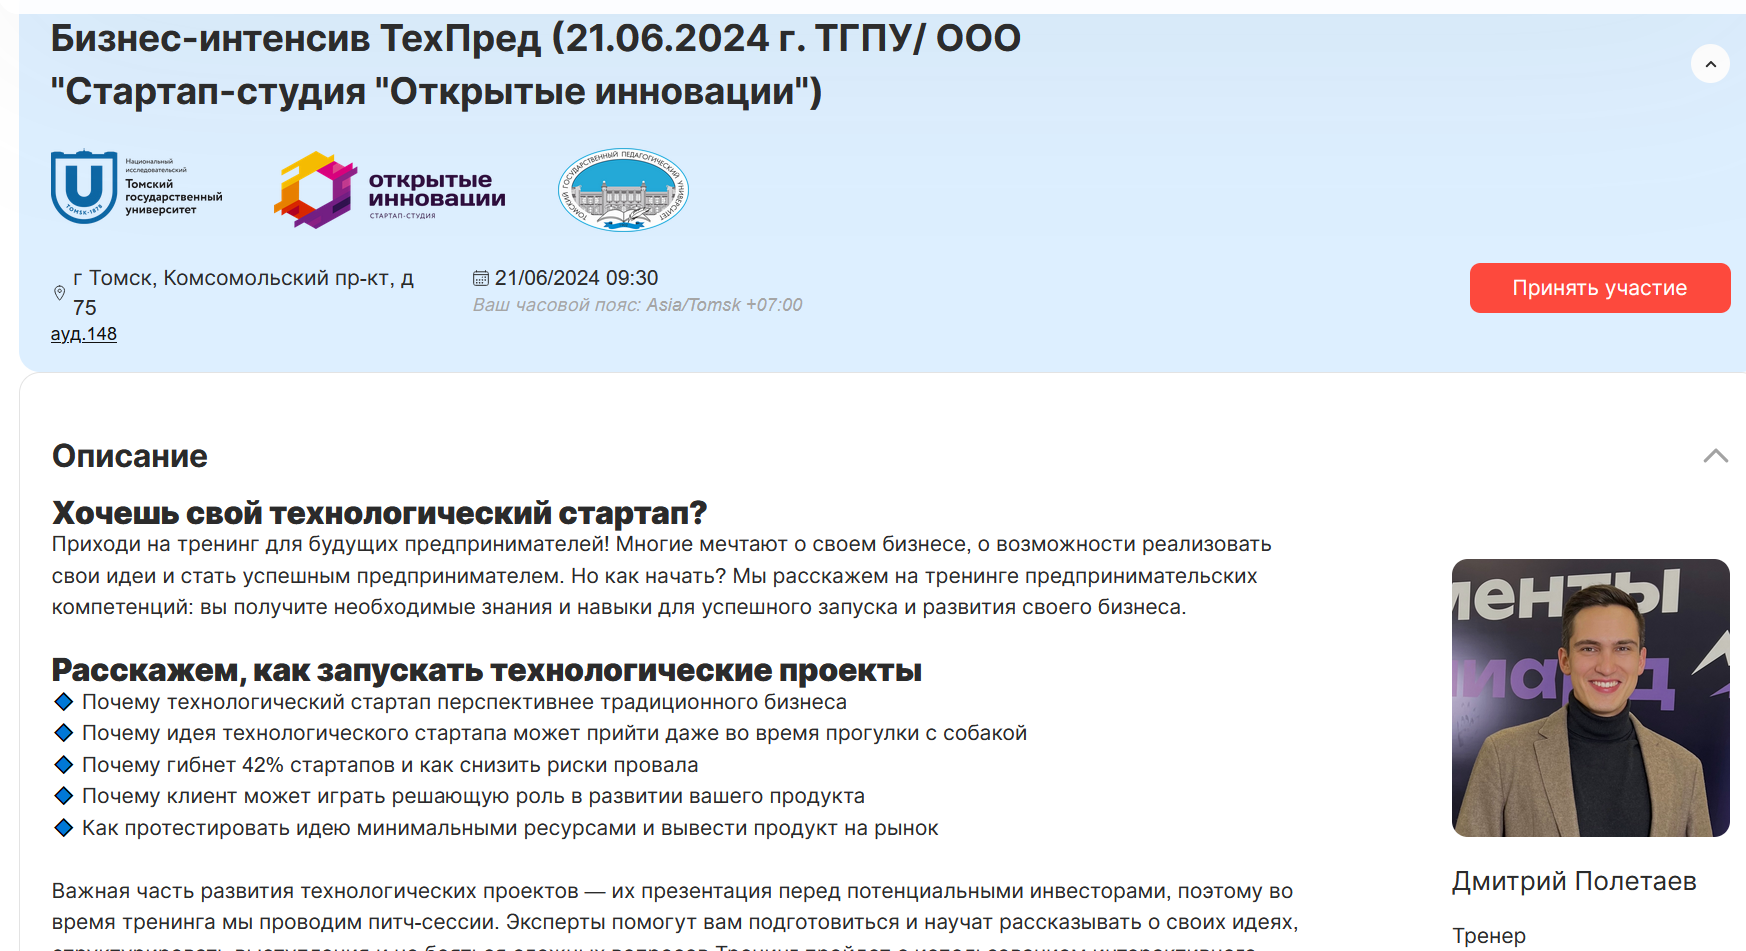 Бизнес-интенсив ТехПред (21.06.2024 г. ТГПУ/ ООО
"Стартап-студия "Открытые инновации")
Национальный
исследовательский
Томский
государственный
университет
TOMSK-1878
открытые
инновации
СТАРТАП-СТУДИЯ
ТОМСКИЙ ГОСУДАРСТВЕННЫЙ ПЕДАГОГИЧЕСКИЙ УНИВЕРСИТЕТ
г Томск, Комсомольский пр-кт, д
75
ауд.148
21/06/2024 09:30
Ваш часовой пояс: Asia/Tomsk +07:00
Принять участие
Описание
Хочешь свой технологический стартап?
Приходи на тренинг для будущих предпринимателей! Многие мечтают о своем бизнесе, о возможности реализовать
свои идеи и стать успешным предпринимателем. Но как начать? Мы расскажем на тренинге предпринимательских
компетенций: вы получите необходимые знания и навыки для успешного запуска и развития своего бизнеса.
Расскажем, как запускать технологические проекты
Почему технологический стартап перспективнее традиционного бизнеса
Почему идея технологического стартапа может прийти даже во время прогулки с собакой
Почему гибнет 42% стартапов и как снизить риски провала
Почему клиент может играть решающую роль в развитии вашего продукта
Как протестировать идею минимальными ресурсами и вывести продукт на рынок
Важная часть развития технологических проектов — их презентация перед потенциальными инвесторами, поэтому во
время тренинга мы проводим питч-сессии. Эксперты помогут вам подготовиться и научат рассказывать о своих идеях,
Дмитрий Полетаев
Тренер